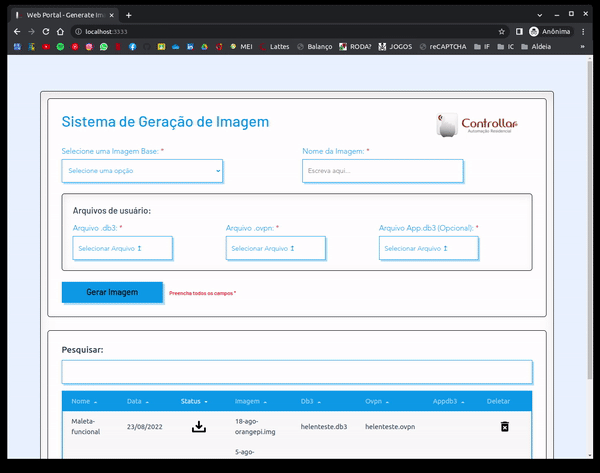 Web Portal - Generate Im
localhost:3333
Anônima
MEI
Lattes
Balanço
RODA?
JOGOS
reCAPTCHA
IF
IC
Aldeia
Sistema de Geração de Imagem
Controllar
Automação Residencial
Selecione uma Imagem Base: *
Nome da Imagem: *
Selecione uma opção
Escreva aqui...
Arquivos de usuário:
Arquivo .db3: *
Arquivo .ovpn: *
Arquivo App.db3 (Opcional): *
Selecionar Arquivo
Selecionar Arquivo
Selecionar Arquivo
Gerar Imagem
Preencha todos os campos *
Pesquisar:
Nome
Data
Status
Imagem
Db3
Ovpn
Appdb3
Deletar
Maleta-
funcional
23/08/2022
18-ago-
orangepi.img
helenteste.db3
helenteste.ovpn
5-ago-